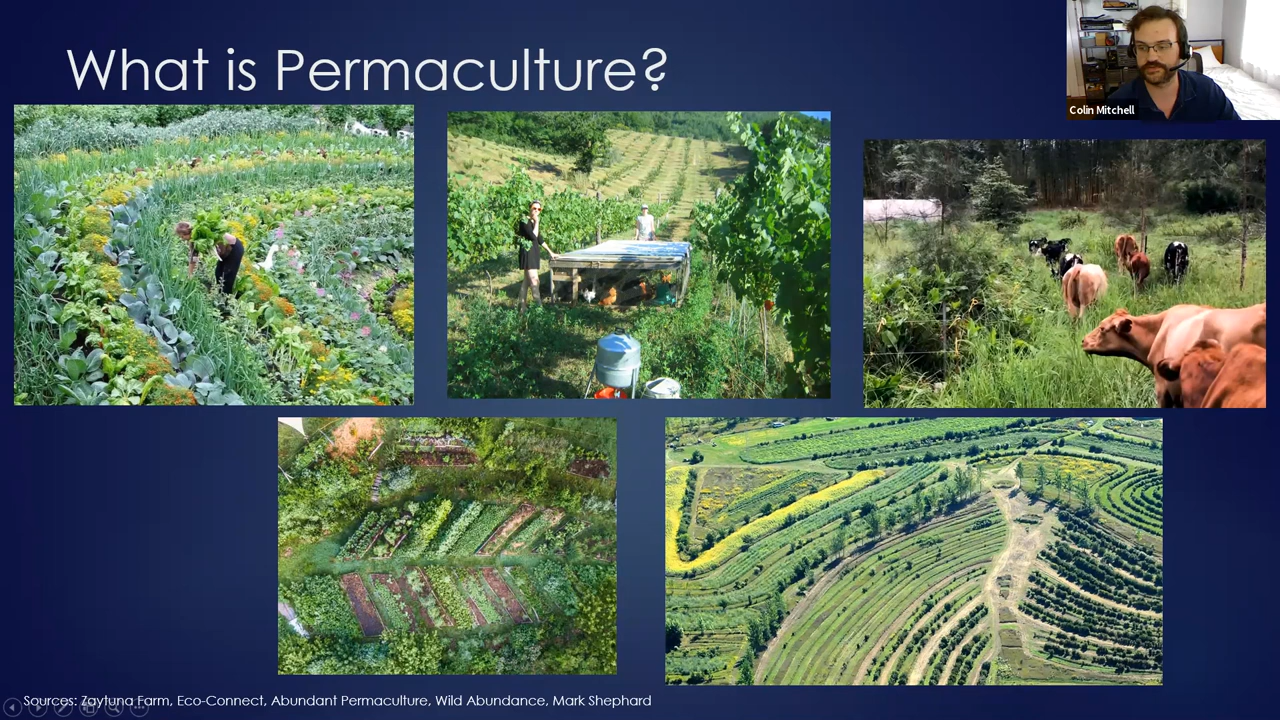 What is Permaculture?
Colin Mitchell
Sources: Zaytuna Farm, Eco-Connect, Abundant Permaculture, Wild Abundance, Mark Shephard